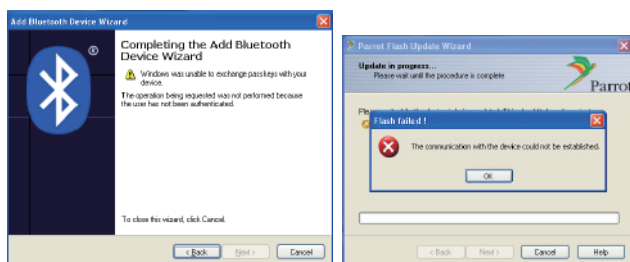 Add Bluetooth Device Wizard
Completing the Add Bluetooth
Device Wizard
Windows was unable to exchange passkeys with your
device.
The operation being requested was not performed because
the user has not been authenticated.
To close this wizard, click Cancel.
< Back
Next >
Cancel
Parrot Flash Update Wizard
Update in progress...
Please wait until the procedure is complete
Parrot
Flash failed !
The communication with the device could not be established.
OK
< Back
Next >
Cancel
Help